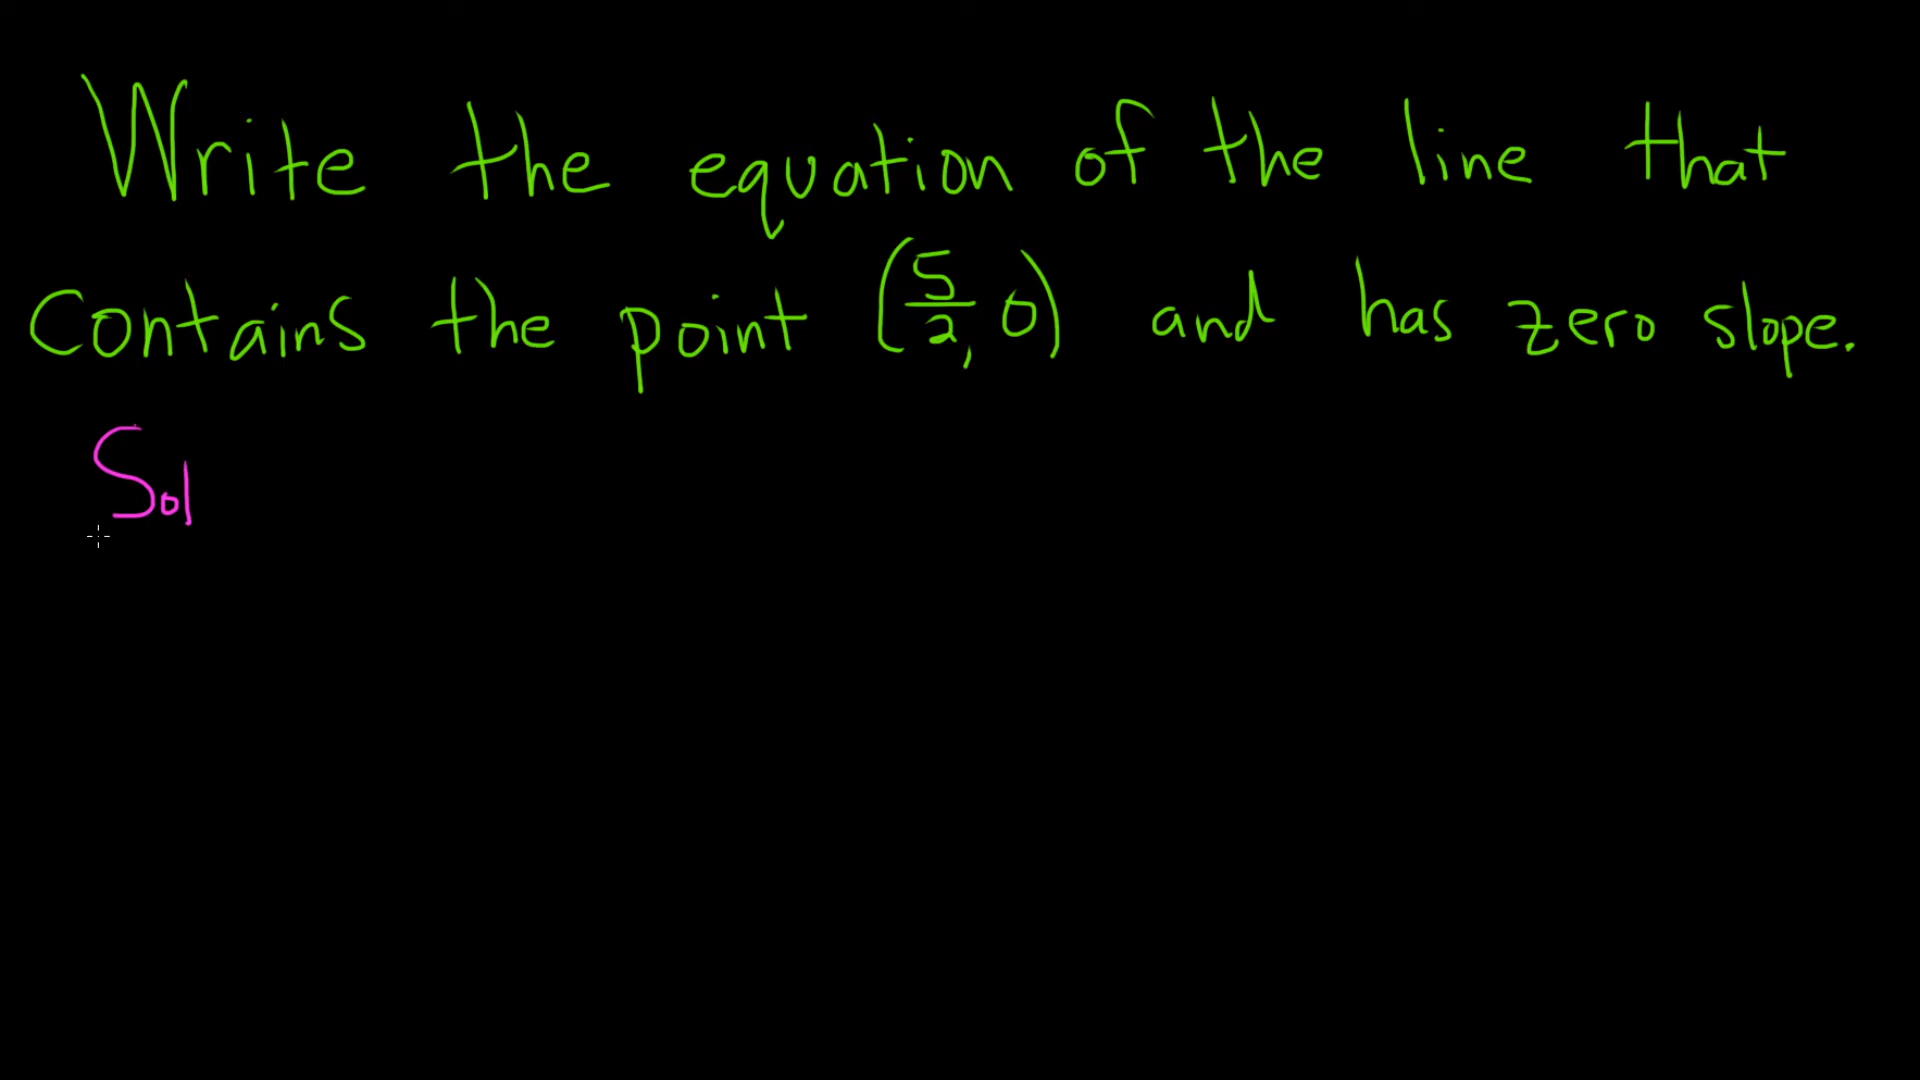 Write the equation of the line that
Contains the point (5/2, 0) and has zero slope.
Sol